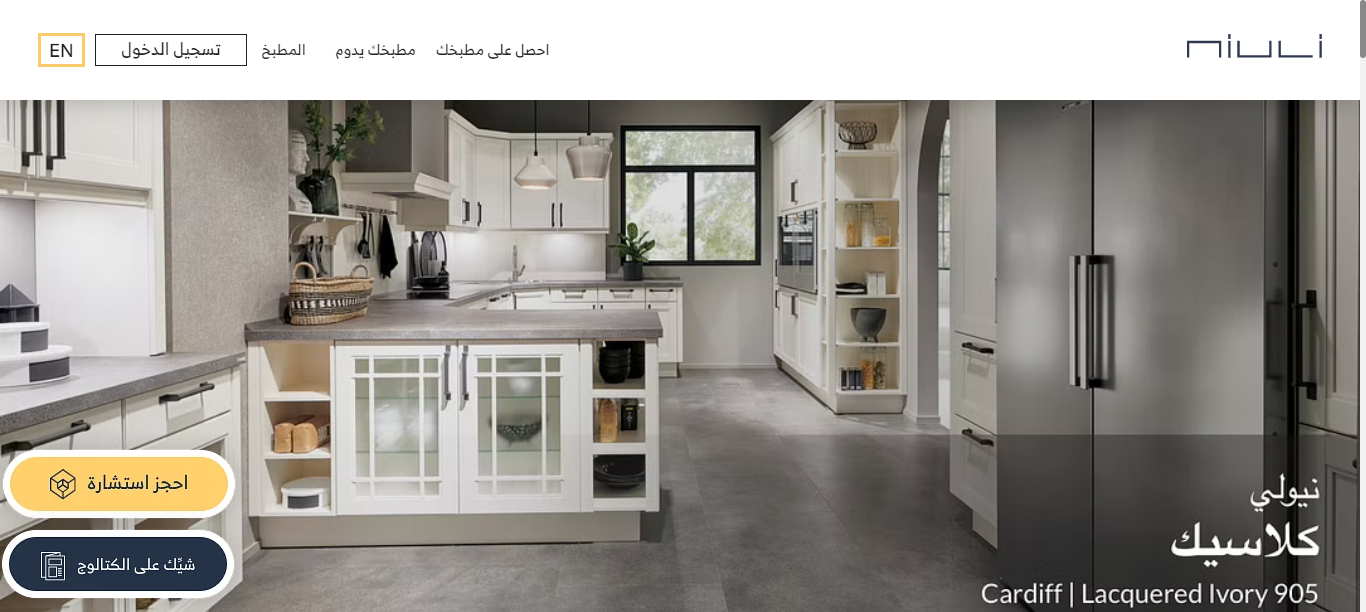 niuli
احصل على مطبخك
مطبخك يدوم
المطبخ
تسجيل الدخول
EN
نيولي
كلاسيك
Cardiff | Lacquered Ivory 905
احجز استشارة
شيّك على الكتالوج